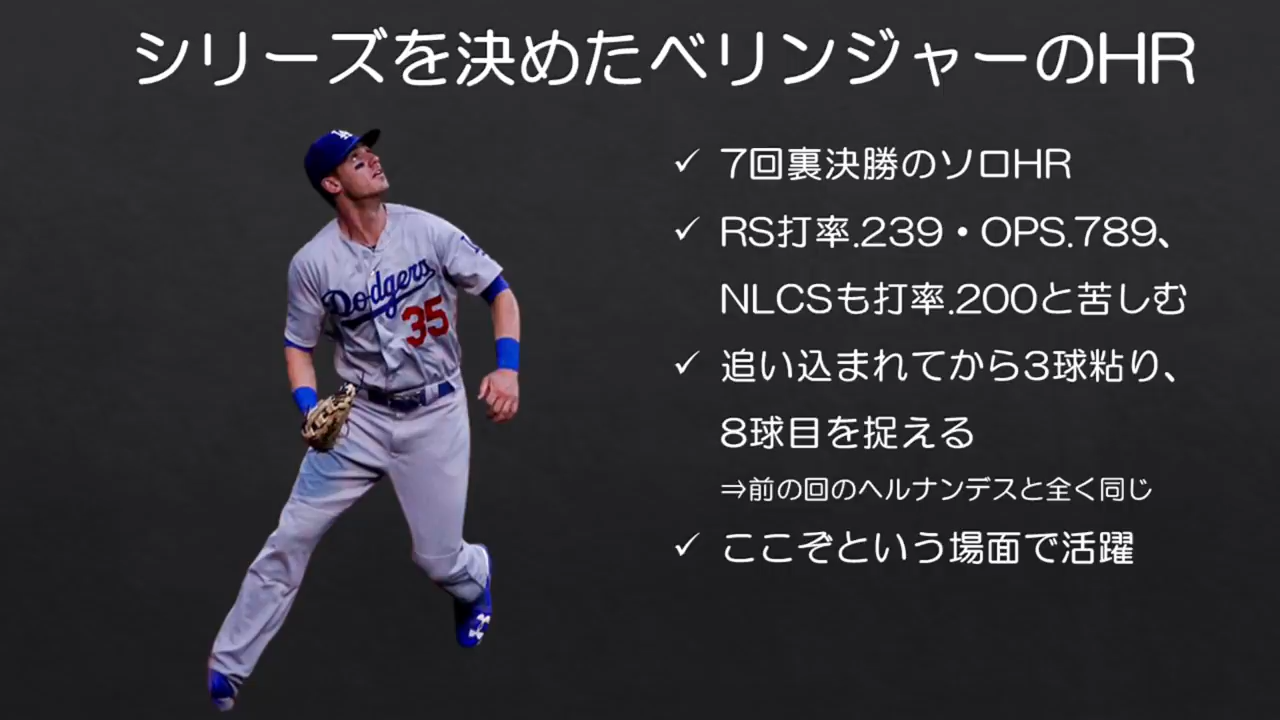 シリーズを決めたベリンジャーのHR
✓ 7回裏決勝のソロHR
✓ RS打率.239・OPS.789、
NLCSも打率.200と苦しむ
✓ 追い込まれてから3球粘り、
8球目を捉える
⇒前の回のヘルナンデスと全く同じ
✓ ここぞという場面で活躍
LA
Dodgers
35